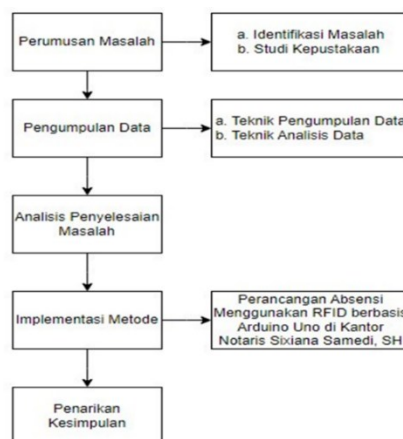 Perumusan Masalah
a. Identifikasi Masalah
b. Studi Kepustakaan
Pengumpulan Data
a. Teknik Pengumpulan Data
b. Teknik Analisis Data
Analisis Penyelesaian
Masalah
Implementasi Metode
Perancangan Absensi
Menggunakan RFID berbasis
Arduino Uno di Kantor
Notaris Sixiana Samedi, SH
Penarikan
Kesimpulan